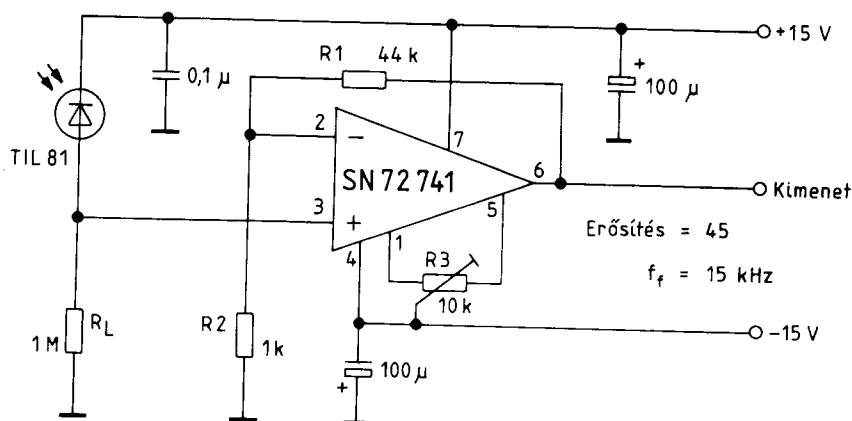 +15 V
R1 44 k
0,1 µ
+
100 µ
TIL 81
2
−
7
SN 72 741
6
Kimenet
3
+
5
4
1
R3
10 k
Erősítés = 45
f_f = 15 kHz
R_L
1 M
R2
1 k
−15 V
100 µ
+